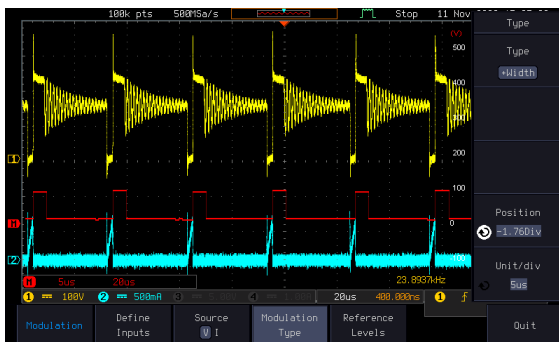 100k pts 500MSa/s Stop 11 Nov
Type
(V)
500
400
200
100
0
-100
Type
+Width
Position
-1.76Div
Unit/div
5us
1
M
2
M 5us 20us 23.8937kHz
1 100V 2 500mA 3 4 20us 400.000ns 1
Modulation
Define Inputs
Source
V I
Modulation Type
Reference Levels
Quit